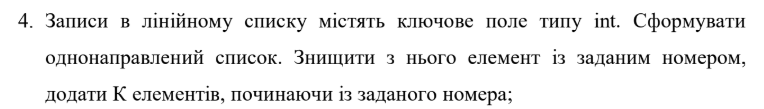 4. Записи в лінійному списку містять ключове поле типу int. Сформувати
однонаправлений список. Знищити з нього елемент із заданим номером,
додати К елементів, починаючи із заданого номера;